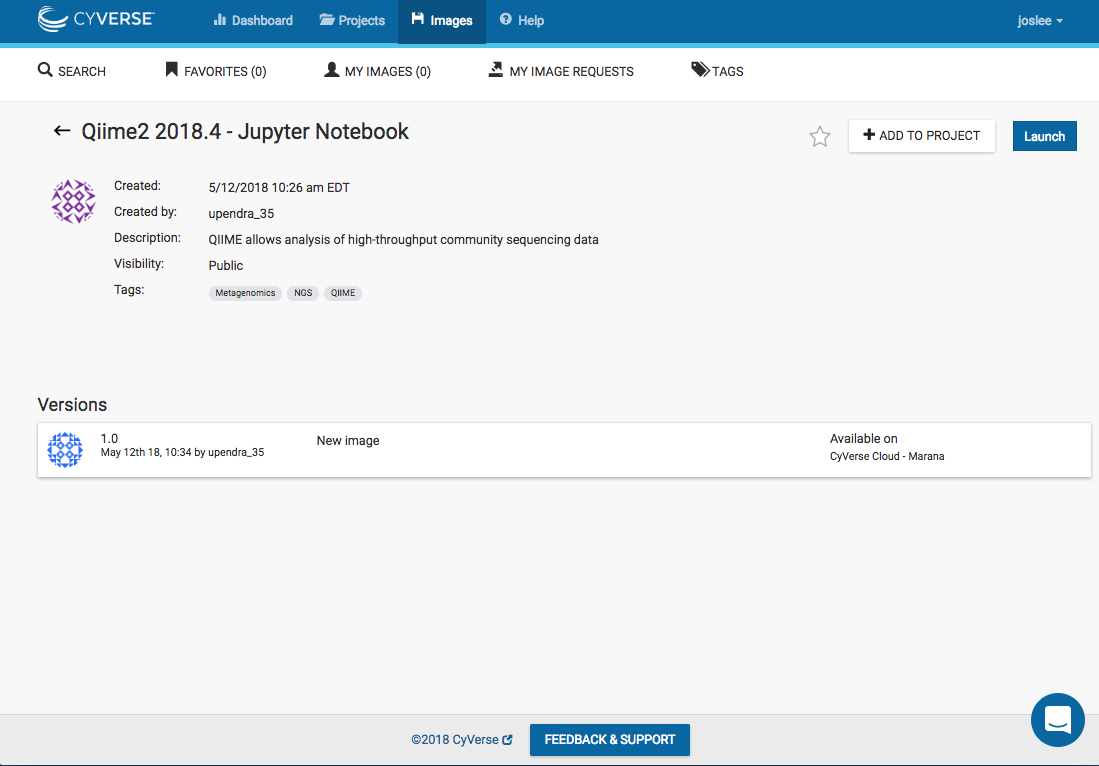 CYVERSE™ Dashboard Projects Images Help joslee
SEARCH FAVORITES (0) MY IMAGES (0) MY IMAGE REQUESTS TAGS
Qiime2 2018.4 - Jupyter Notebook ADD TO PROJECT Launch
Created: 5/12/2018 10:26 am EDT
Created by: upendra_35
Description: QIIME allows analysis of high-throughput community sequencing data
Visibility: Public
Tags: Metagenomics NGS QIIME
Versions
1.0 New image Available on
May 12th 18, 10:34 by upendra_35 CyVerse Cloud - Marana
©2018 CyVerse FEEDBACK & SUPPORT